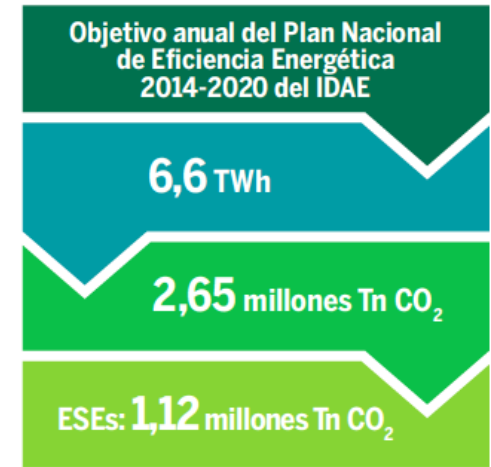 Objetivo anual del Plan Nacional
de Eficiencia Energética
2014-2020 del IDAE
6,6 TWh
2,65 millones Tn CO₂
ESEs: 1,12 millones Tn CO₂